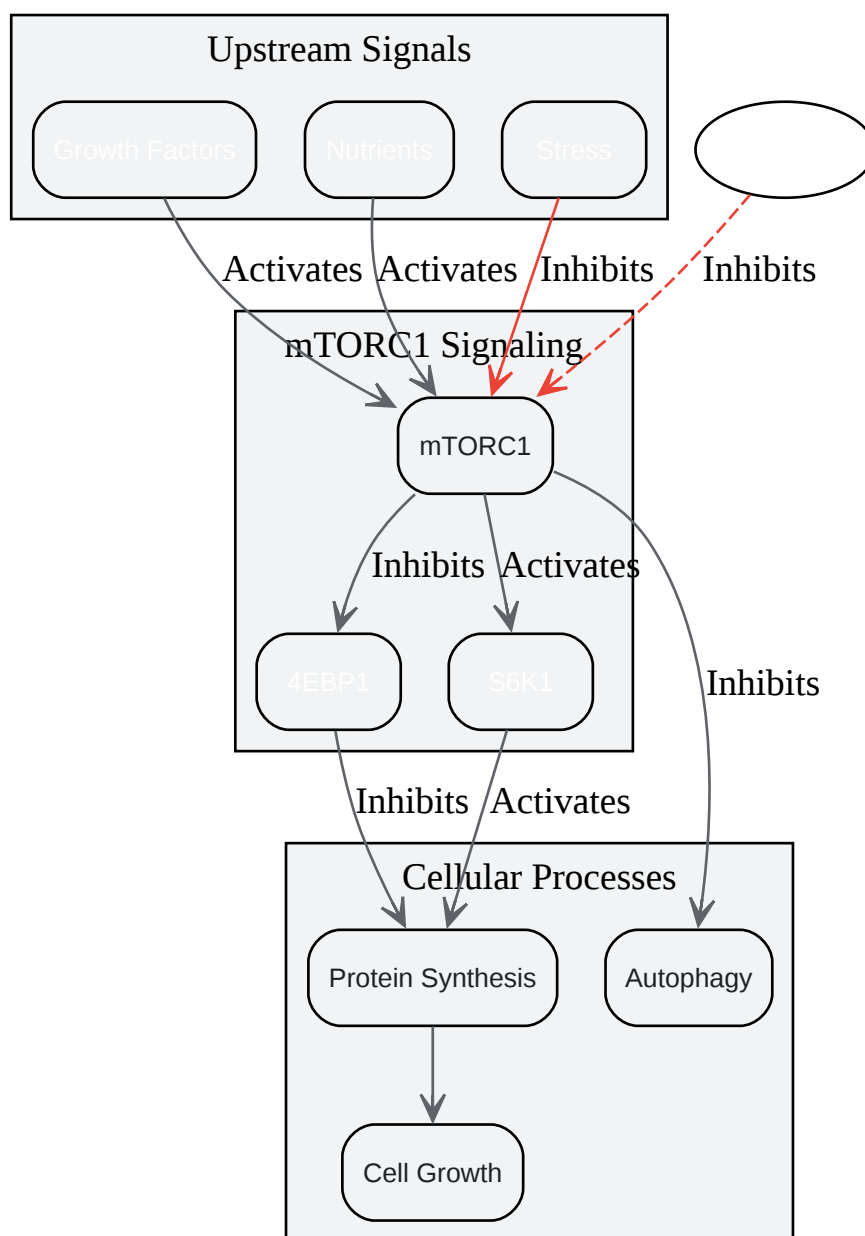 Upstream Signals
Growth Factors
Nutrients
Stress
Activates
Activates
Inhibits
Inhibits
mTORC1 Signaling
mTORC1
Inhibits
Activates
4EBP1
S6K1
Inhibits
Inhibits
Activates
Cellular Processes
Protein Synthesis
Autophagy
Cell Growth